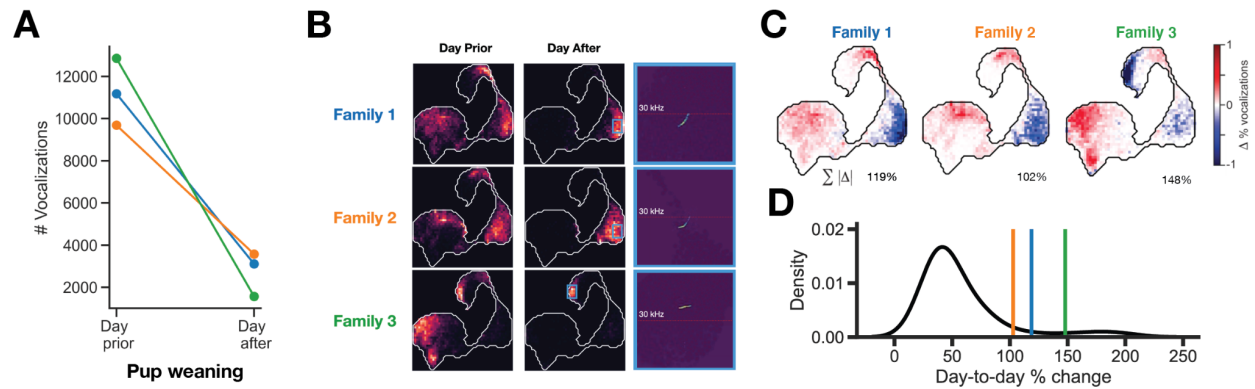 A
# Vocalizations
12000
10000
8000
6000
4000
2000
Day
prior
Day
after
Pup weaning
B
Day Prior
Day After
Family 1
30 kHz
Family 2
30 kHz
Family 3
30 kHz
C
Family 1
Family 2
Family 3
∑ |Δ|
119%
102%
148%
1
0
-1
Δ % vocalizations
D
Density
0.02
0.01
0.00
0
50
100
150
200
250
Day-to-day % change